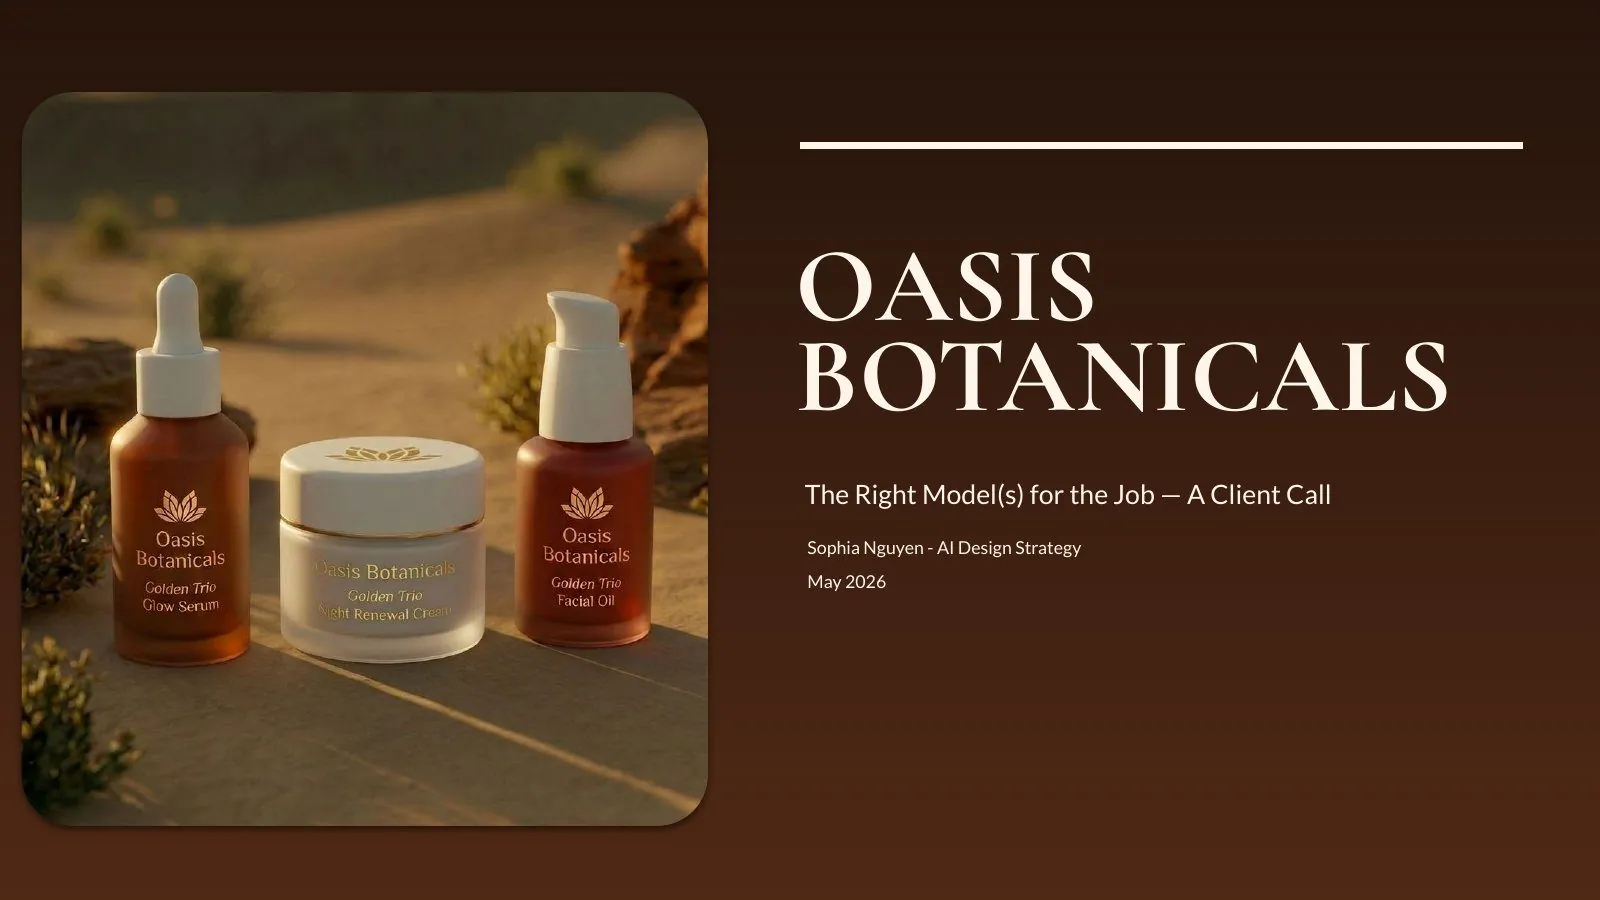 OASIS
BOTANICALS
The Right Model(s) for the Job — A Client Call
Sophia Nguyen - AI Design Strategy
May 2026
Oasis
Botanicals
Golden Trio
Glow Serum
Oasis Botanicals
Golden Trio
Night Renewal Cream
Oasis
Botanicals
Golden Trio
Facial Oil